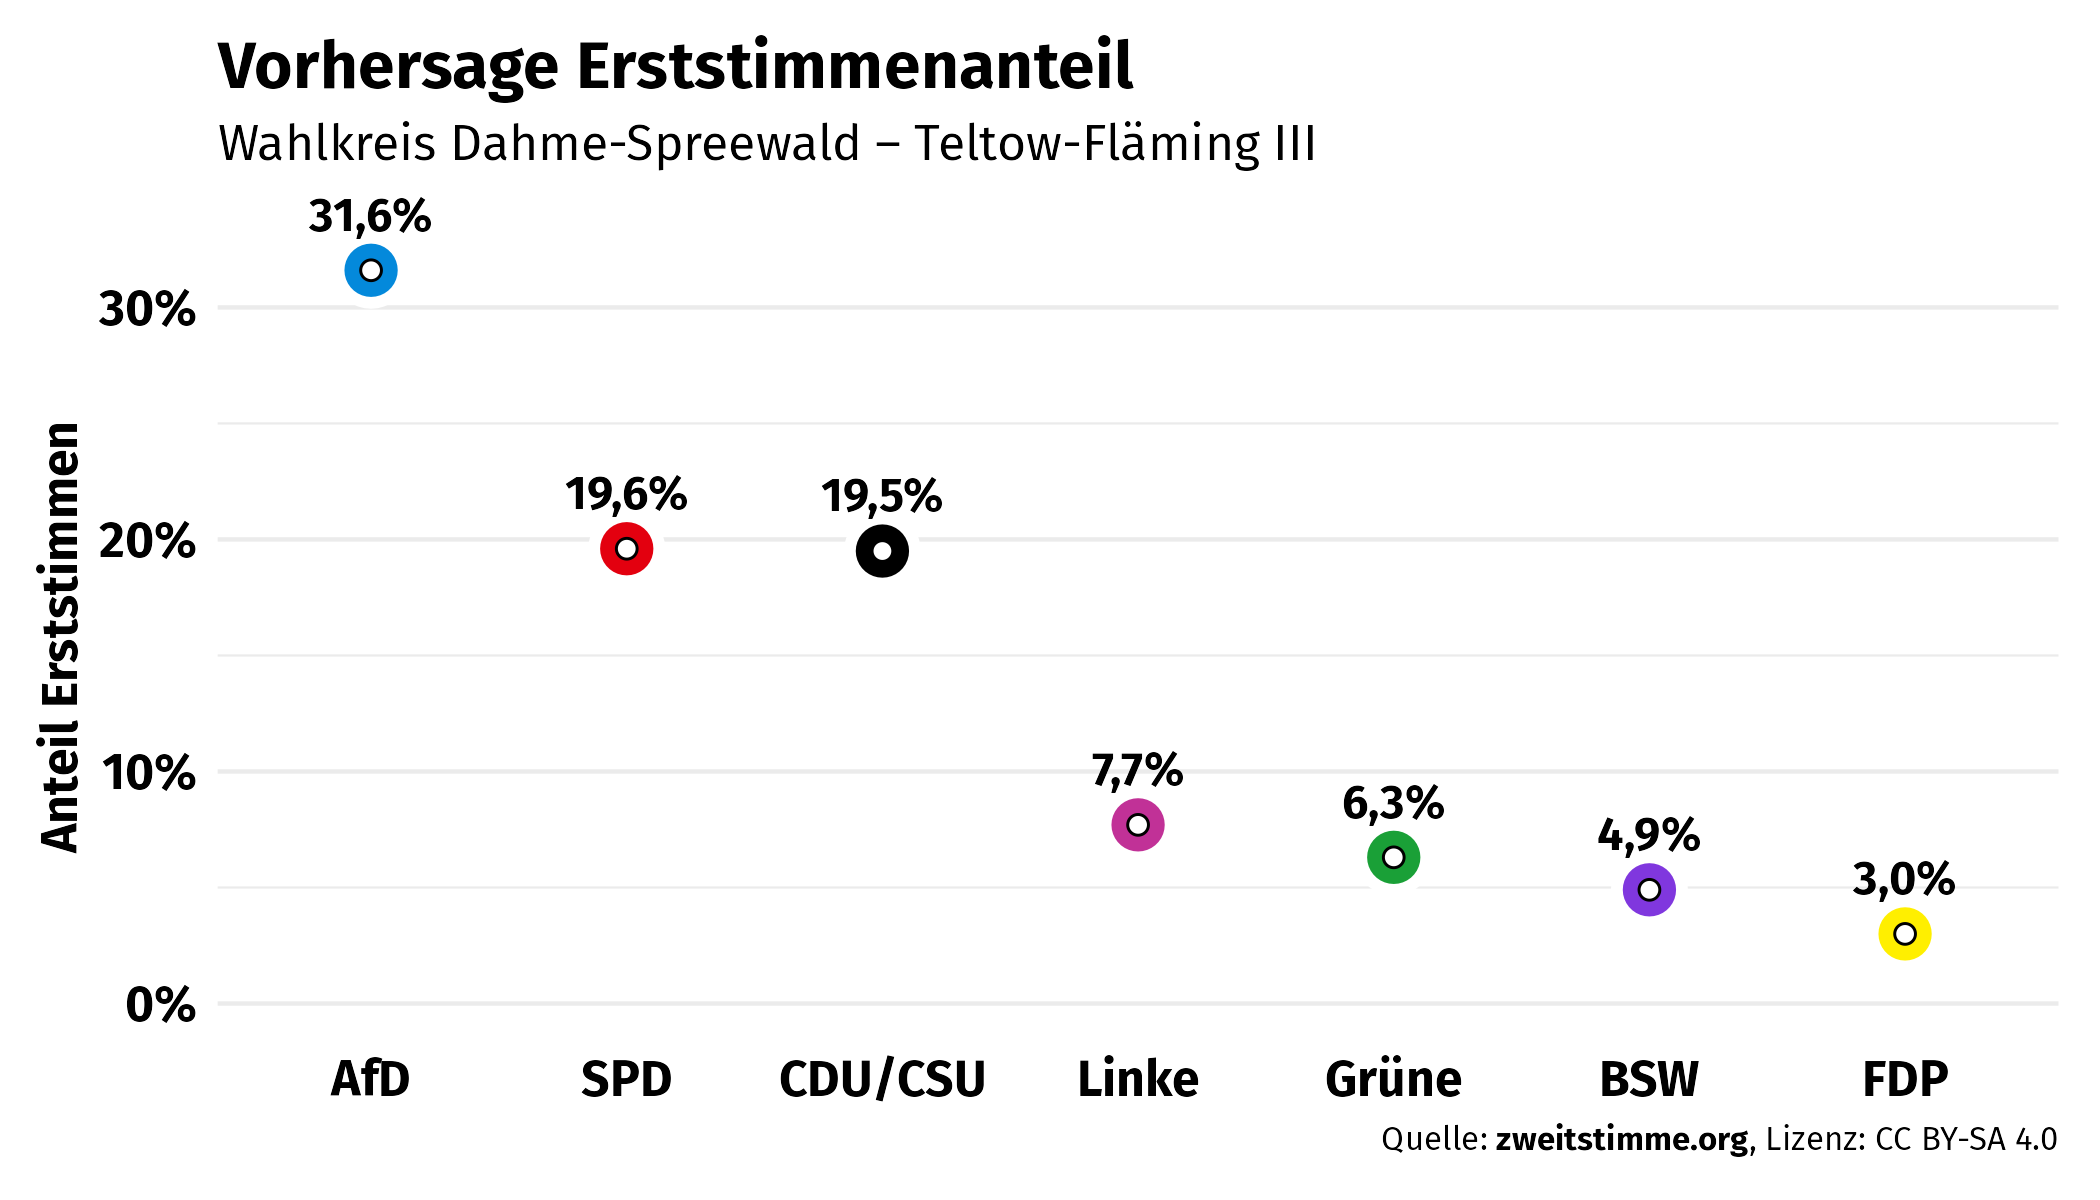 Vorhersage Erststimmenanteil
Wahlkreis Dahme-Spreewald – Teltow-Fläming III
31,6%
30%
19,6%
19,5%
20%
7,7%
10%
6,3%
4,9%
3,0%
0%
Anteil Erststimmen
AfD SPD CDU/CSU Linke Grüne BSW FDP
Quelle: zweitstimme.org, Lizenz: CC BY-SA 4.0